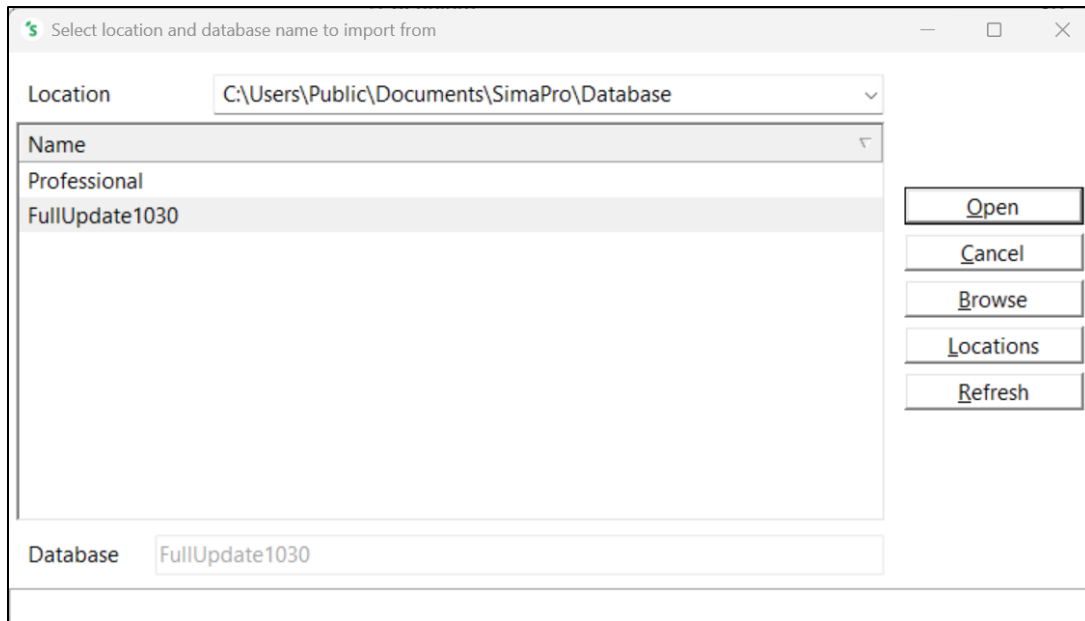 Select location and database name to import from
Location C:\Users\Public\Documents\SimaPro\Database
Name
Professional
FullUpdate1030
Open
Cancel
Browse
Locations
Refresh
Database FullUpdate1030